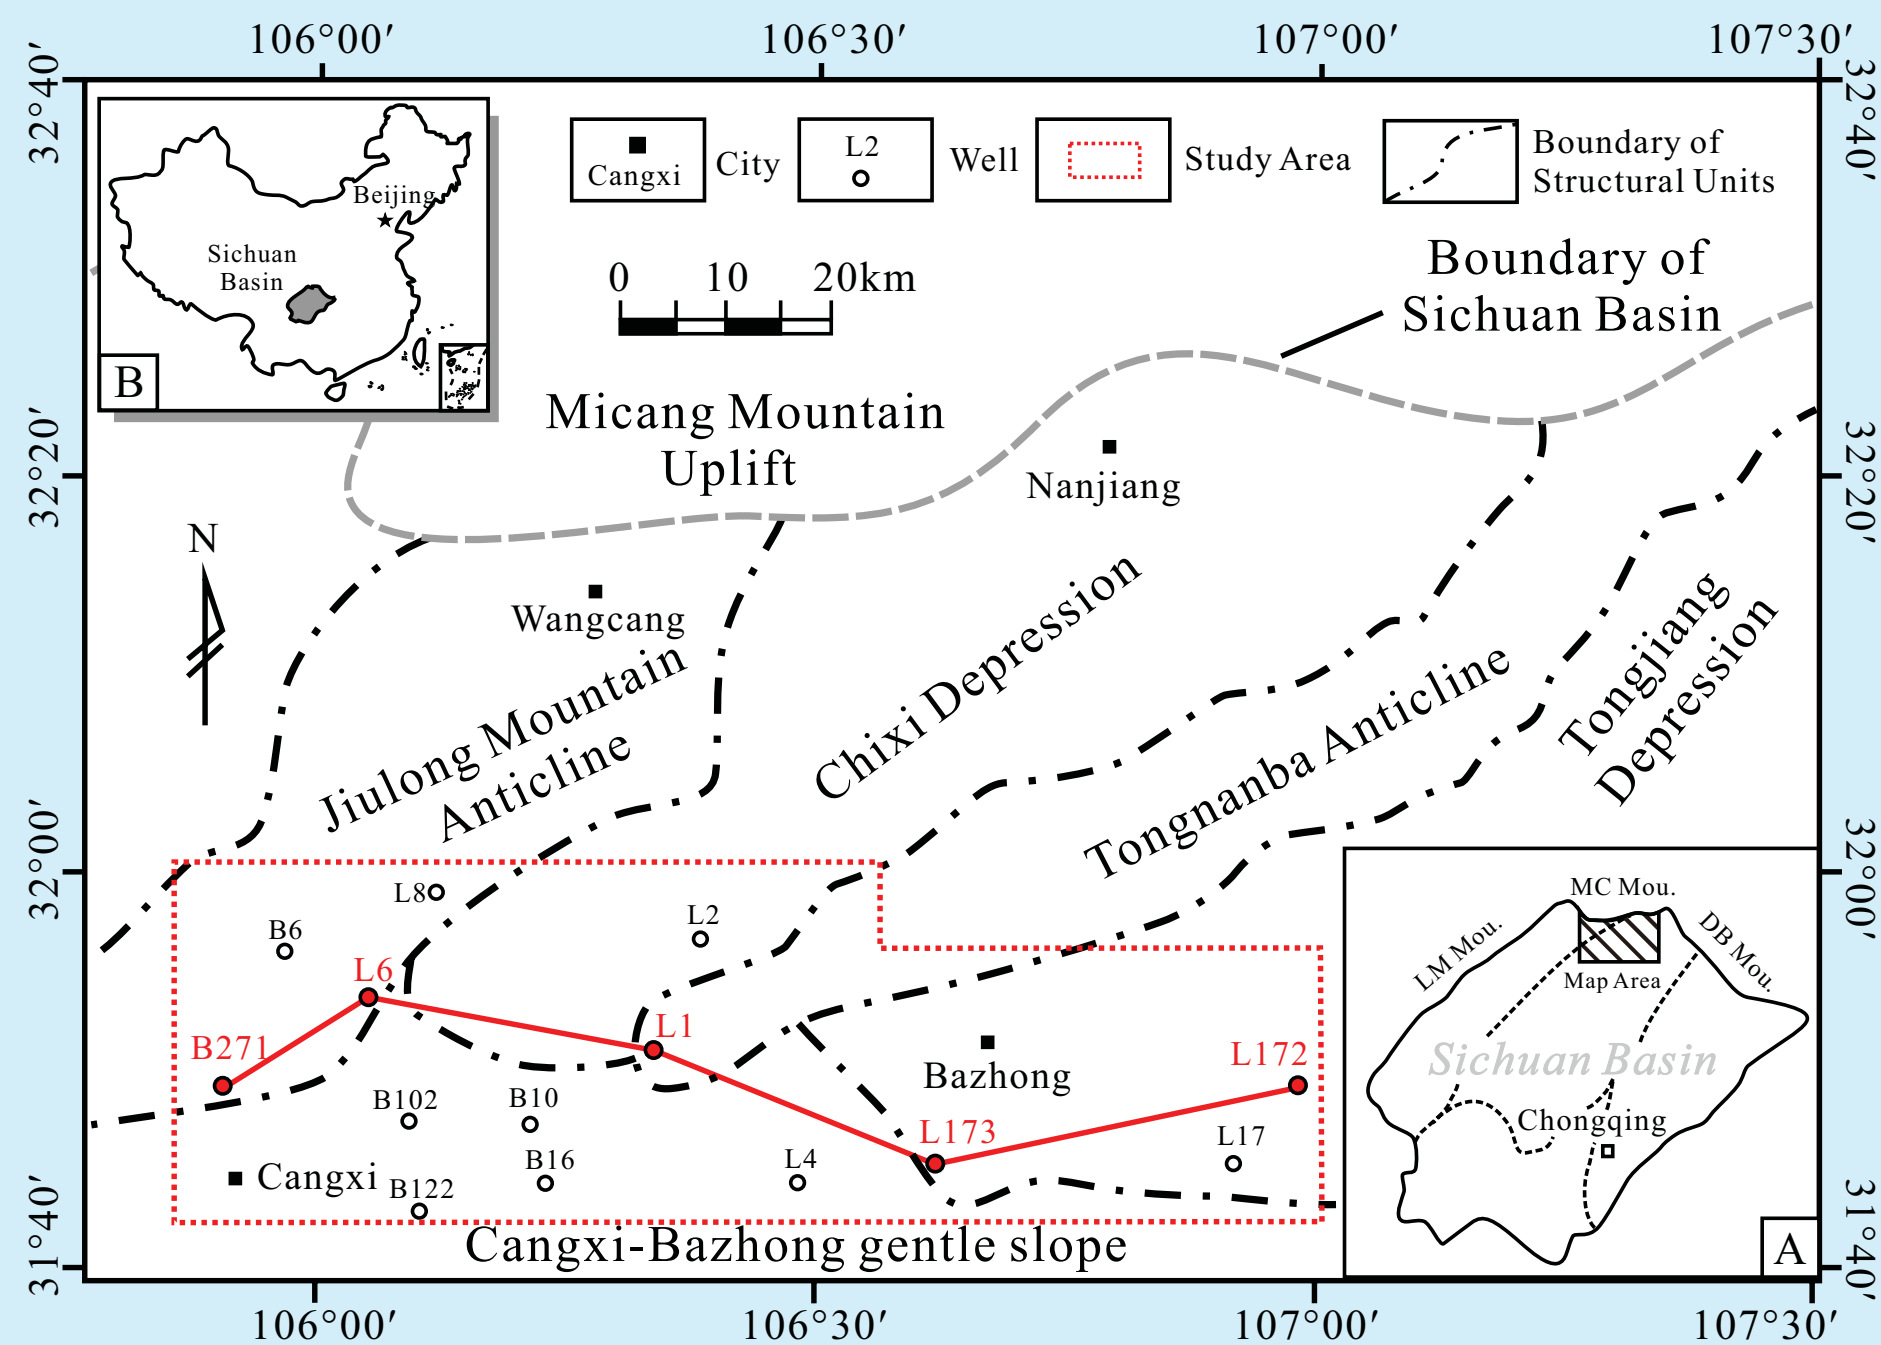 106°00′
106°30′
107°00′
107°30′
32°40′
32°40′
Beijing
Sichuan
Basin
B
Cangxi
City
L2
Well
Study Area
Boundary of
Structural Units
0 10 20km
Boundary of
Sichuan Basin
Micang Mountain
Uplift
Nanjiang
32°20′
32°20′
N
Wangcang
Jiulong Mountain
Anticline
Chixi Depression
Tongnanba Anticline
Tongjiang
Depression
32°00′
32°00′
L8
B6
L2
L6
L1
B271
Bazhong
L172
B102
B10
L173
L17
B16
L4
Cangxi
B122
Cangxi-Bazhong gentle slope
MC Mou.
LM Mou.
DB Mou.
Map Area
Sichuan Basin
Chongqing
A
31°40′
31°40′
106°00′
106°30′
107°00′
107°30′